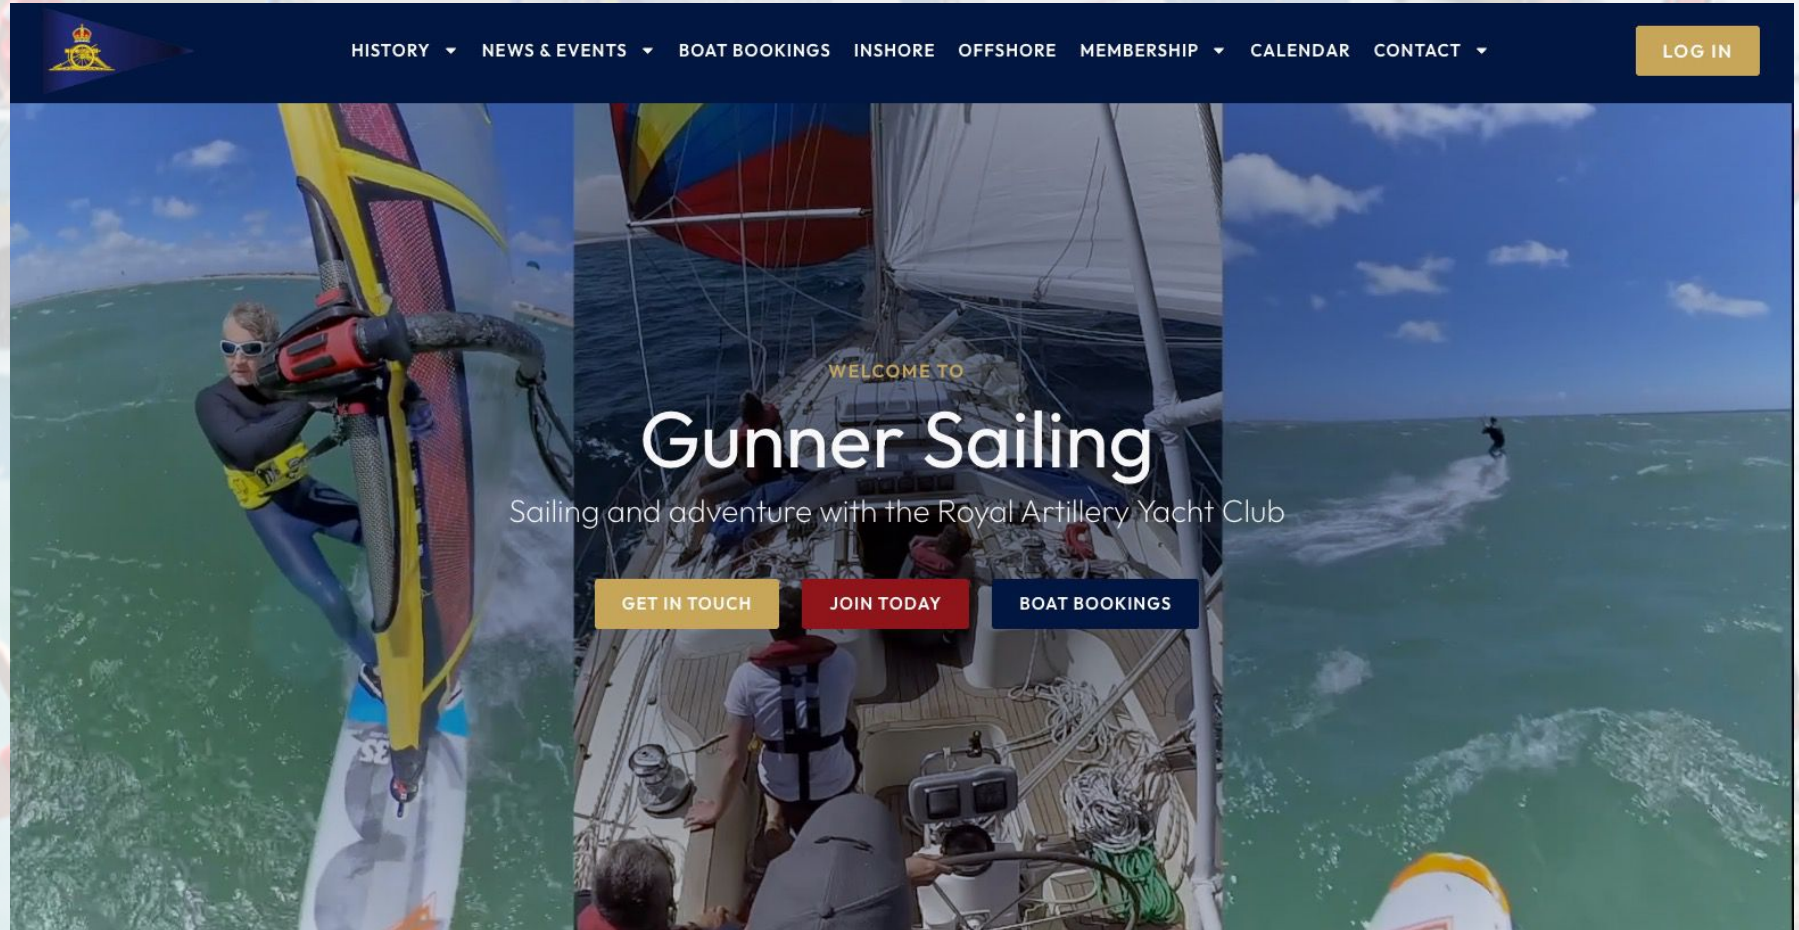 HISTORY NEWS & EVENTS BOAT BOOKINGS INSHORE OFFSHORE MEMBERSHIP CALENDAR CONTACT LOG IN
WELCOME TO
Gunner Sailing
Sailing and adventure with the Royal Artillery Yacht Club
GET IN TOUCH JOIN TODAY BOAT BOOKINGS